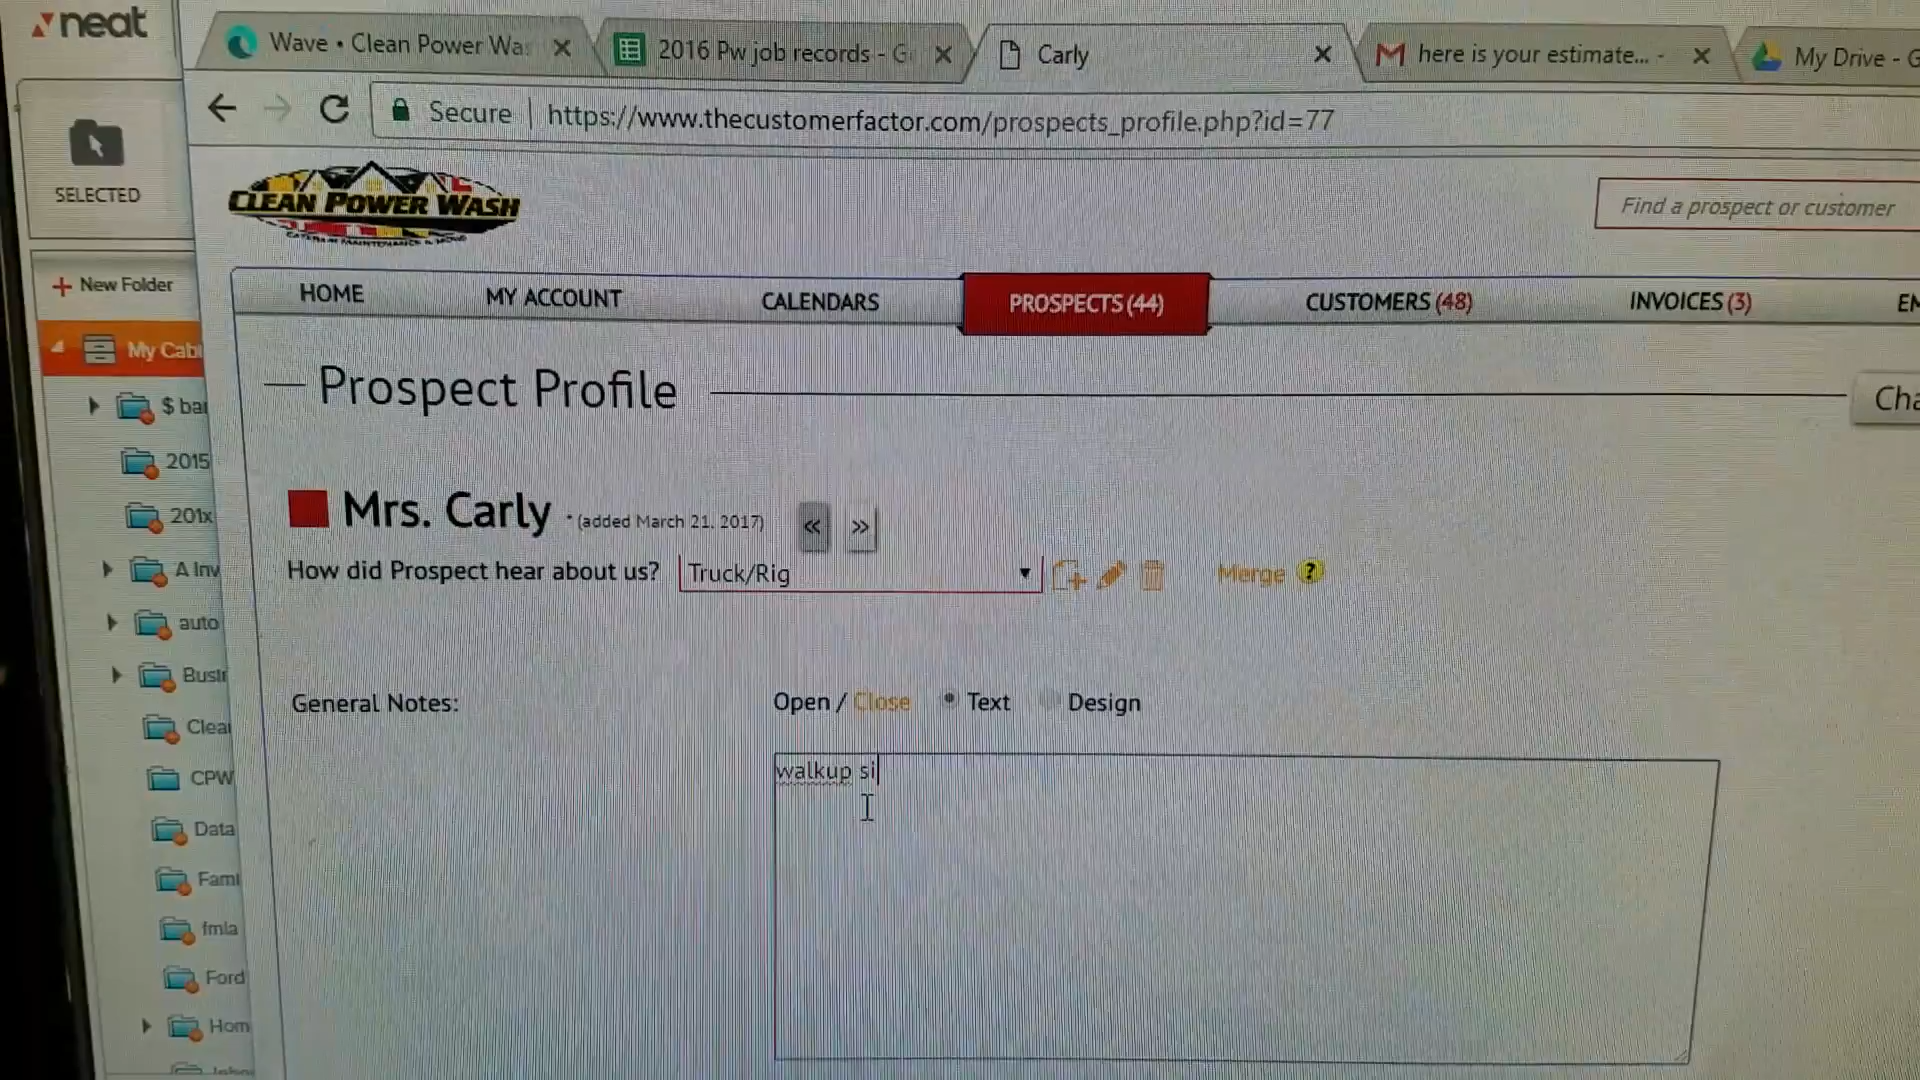 neat
Wave • Clean Power Wa
2016 Pw job records - G
Carly
here is your estimate... -
My Drive - G
Secure
https://www.thecustomerfactor.com/prospects_profile.php?id=77
SELECTED
CLEAN POWER WASH
Find a prospect or customer
New Folder
HOME
MY ACCOUNT
CALENDARS
PROSPECTS (44)
CUSTOMERS (48)
INVOICES (3)
EM
My Cab
Prospect Profile
Cha
$ bar
2015
201x
Mrs. Carly
* (added March 21, 2017)
«
»
How did Prospect hear about us?
Truck/Rig
Merge
?
A Inv
auto
Busir
General Notes:
Open / Close
Text
Design
Clear
walkup si
CPW
Data
Fami
fmla
Ford
Hom